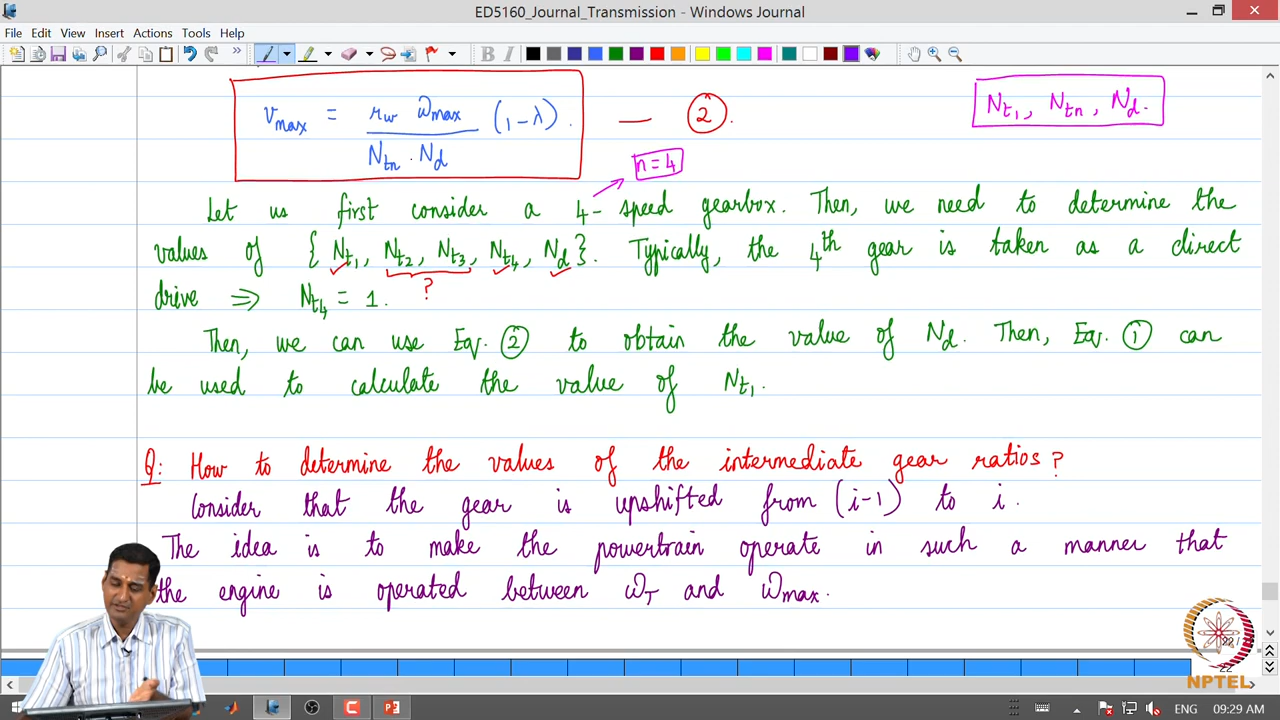 ED5160_Journal_Transmission - Windows Journal
File Edit View Insert Actions Tools Help
v_max = r_w ω_max / (N_tn · N_d) (1-λ). — ②.
N_t1, N_tn, N_d.
n = 4
Let us first consider a 4-speed gearbox. Then, we need to determine the
values of { N_t1, N_t2, N_t3, N_t4, N_d }. Typically, the 4th gear is taken as a direct
drive ⇒ N_t4 = 1. ?
Then, we can use Eq. ② to obtain the value of N_d. Then, Eq. ① can
be used to calculate the value of N_t1.
Q: How to determine the values of the intermediate gear ratios?
Consider that the gear is upshifted from (i-1) to i.
The idea is to make the powertrain operate in such a manner that
the engine is operated between ω_T and ω_max.
22 /
22
NPTEL
ENG 09:29 AM